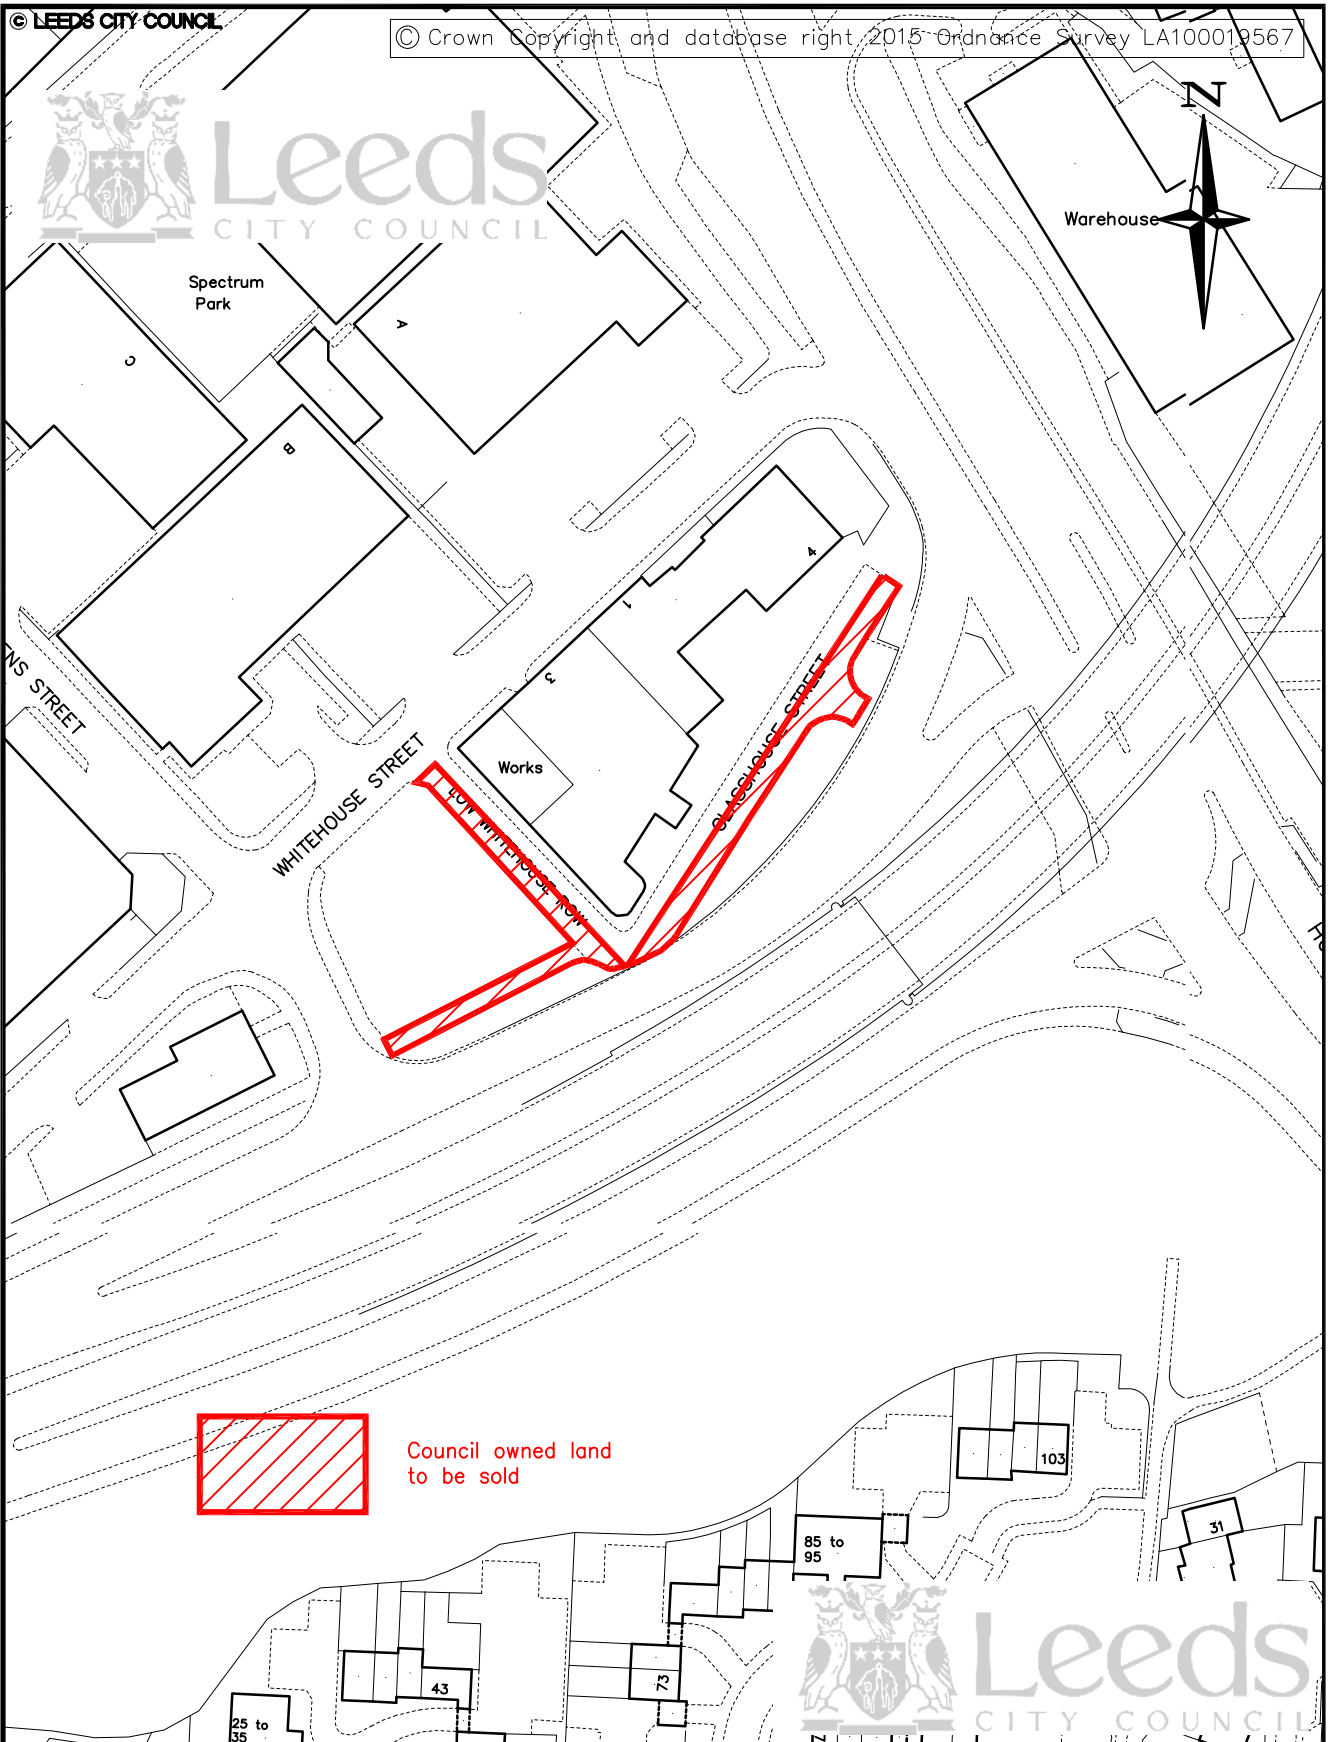 © LEEDS CITY COUNCIL
© Crown Copyright and database right 2015 Ordnance Survey LA100019567
N
Leeds
CITY COUNCIL
Warehouse
Spectrum
Park
A
C
B
4
1
3
ENS STREET
GLASSHOUSE STREET
WHITEHOUSE STREET
Works
LOW WHITEHOUSE ROW
Council owned land
to be sold
103
85 to
95
31
73
43
25 to
35
Leeds
CITY COUNCIL